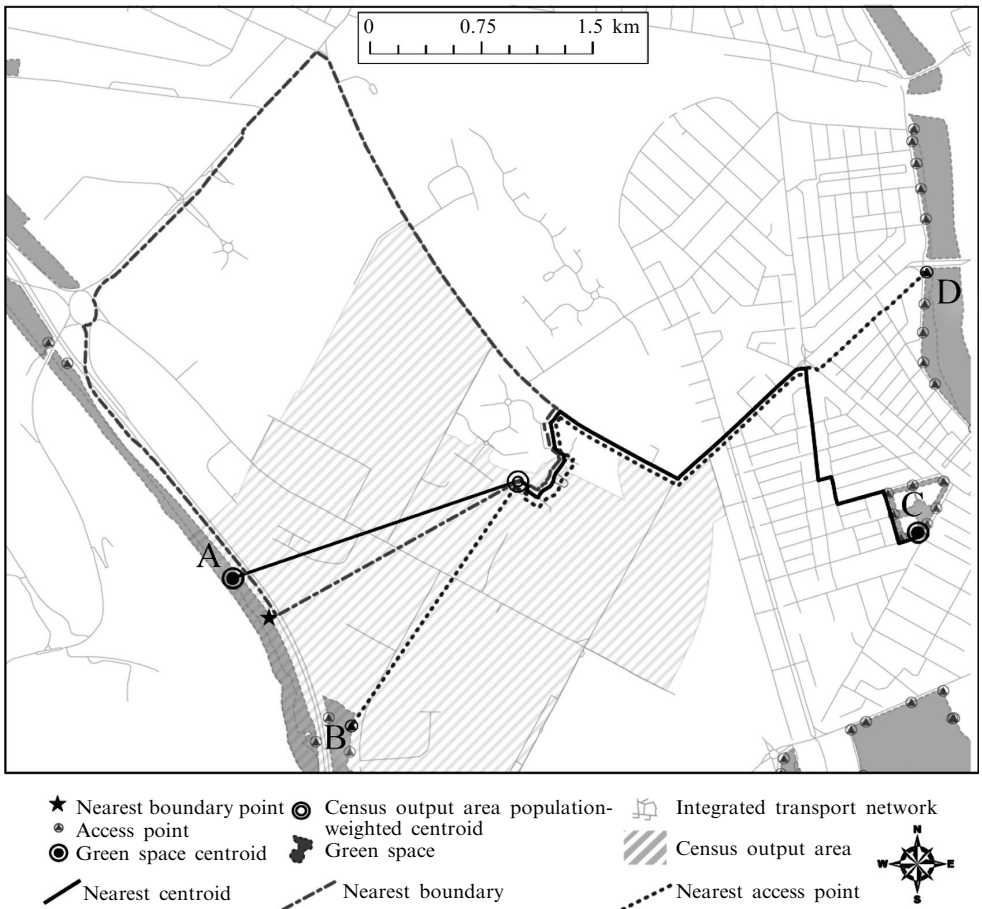 0 0.75 1.5 km
D
C
A
B
Nearest boundary point
Access point
Green space centroid
Census output area population-
weighted centroid
Green space
Integrated transport network
Census output area
N
W E
S
Nearest centroid
Nearest boundary
Nearest access point